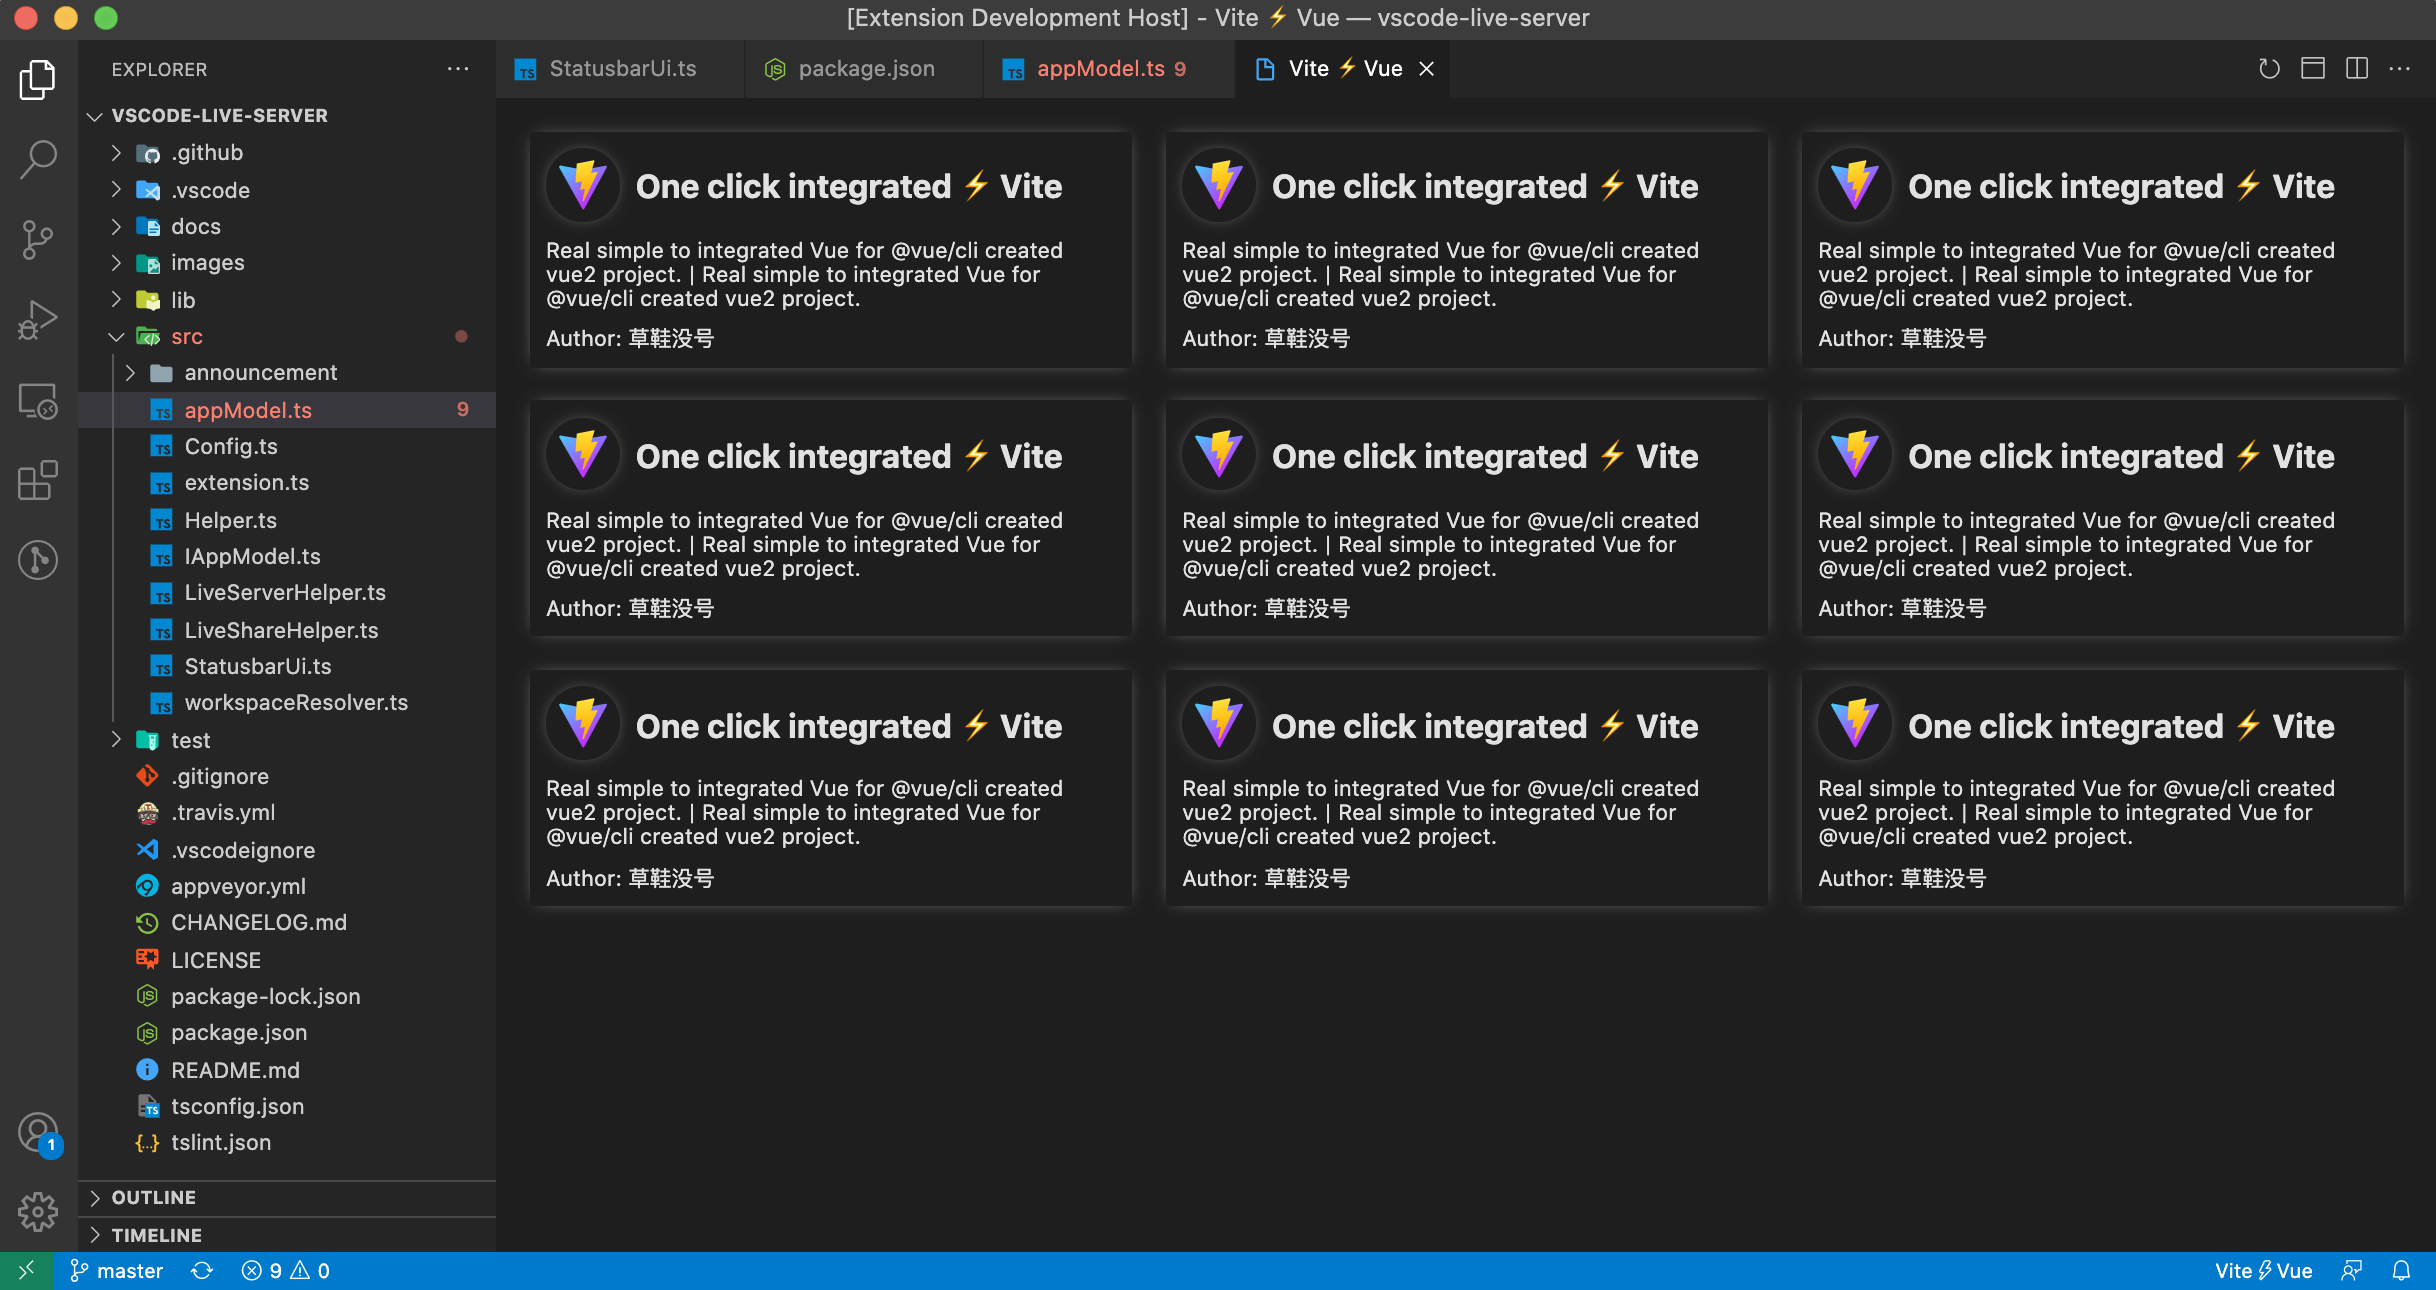 [Extension Development Host] - Vite ⚡ Vue — vscode-live-server
EXPLORER
StatusbarUi.ts
package.json
appModel.ts 9
Vite ⚡ Vue
VSCODE-LIVE-SERVER
.github
.vscode
docs
images
lib
src
announcement
appModel.ts 9
Config.ts
extension.ts
Helper.ts
IAppModel.ts
LiveServerHelper.ts
LiveShareHelper.ts
StatusbarUi.ts
workspaceResolver.ts
test
.gitignore
.travis.yml
.vscodeignore
appveyor.yml
CHANGELOG.md
LICENSE
package-lock.json
package.json
README.md
tsconfig.json
tslint.json
OUTLINE
TIMELINE
1
One click integrated ⚡ Vite
Real simple to integrated Vue for @vue/cli created
vue2 project. | Real simple to integrated Vue for
@vue/cli created vue2 project.
Author: 草鞋没号
One click integrated ⚡ Vite
Real simple to integrated Vue for @vue/cli created
vue2 project. | Real simple to integrated Vue for
@vue/cli created vue2 project.
Author: 草鞋没号
One click integrated ⚡ Vite
Real simple to integrated Vue for @vue/cli created
vue2 project. | Real simple to integrated Vue for
@vue/cli created vue2 project.
Author: 草鞋没号
One click integrated ⚡ Vite
Real simple to integrated Vue for @vue/cli created
vue2 project. | Real simple to integrated Vue for
@vue/cli created vue2 project.
Author: 草鞋没号
One click integrated ⚡ Vite
Real simple to integrated Vue for @vue/cli created
vue2 project. | Real simple to integrated Vue for
@vue/cli created vue2 project.
Author: 草鞋没号
One click integrated ⚡ Vite
Real simple to integrated Vue for @vue/cli created
vue2 project. | Real simple to integrated Vue for
@vue/cli created vue2 project.
Author: 草鞋没号
One click integrated ⚡ Vite
Real simple to integrated Vue for @vue/cli created
vue2 project. | Real simple to integrated Vue for
@vue/cli created vue2 project.
Author: 草鞋没号
One click integrated ⚡ Vite
Real simple to integrated Vue for @vue/cli created
vue2 project. | Real simple to integrated Vue for
@vue/cli created vue2 project.
Author: 草鞋没号
One click integrated ⚡ Vite
Real simple to integrated Vue for @vue/cli created
vue2 project. | Real simple to integrated Vue for
@vue/cli created vue2 project.
Author: 草鞋没号
master 9 0
Vite ⚡ Vue